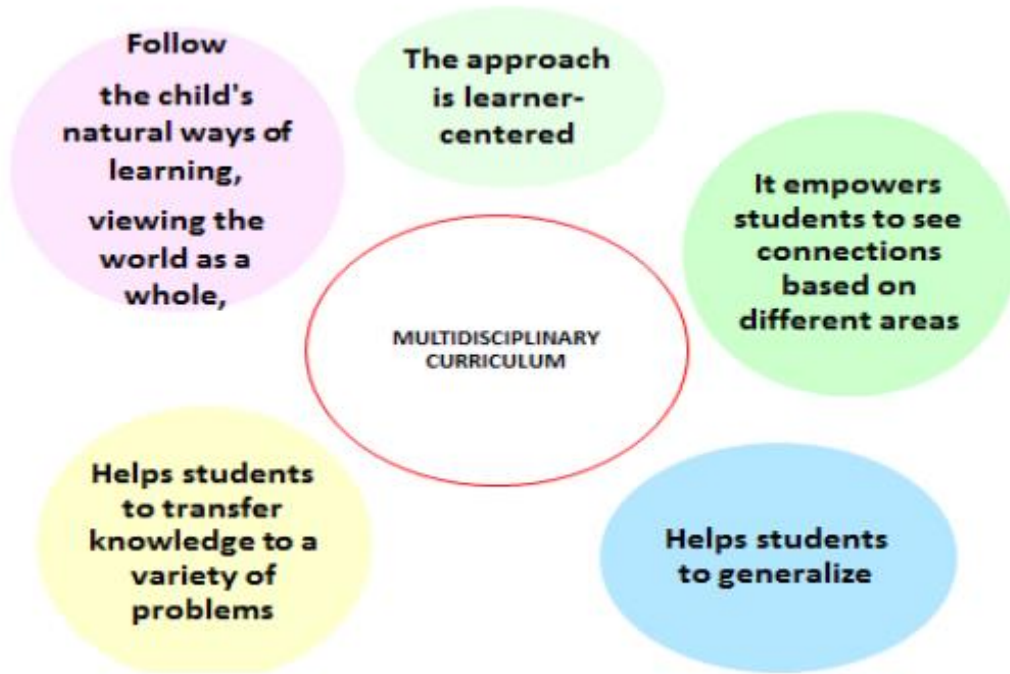 Follow
the child's
natural ways of
learning,
viewing the
world as a
whole,
The approach
is learner-
centered
It empowers
students to see
connections
based on
different areas
MULTIDISCIPLINARY
CURRICULUM
Helps students
to transfer
knowledge to a
variety of
problems
Helps students
to generalize